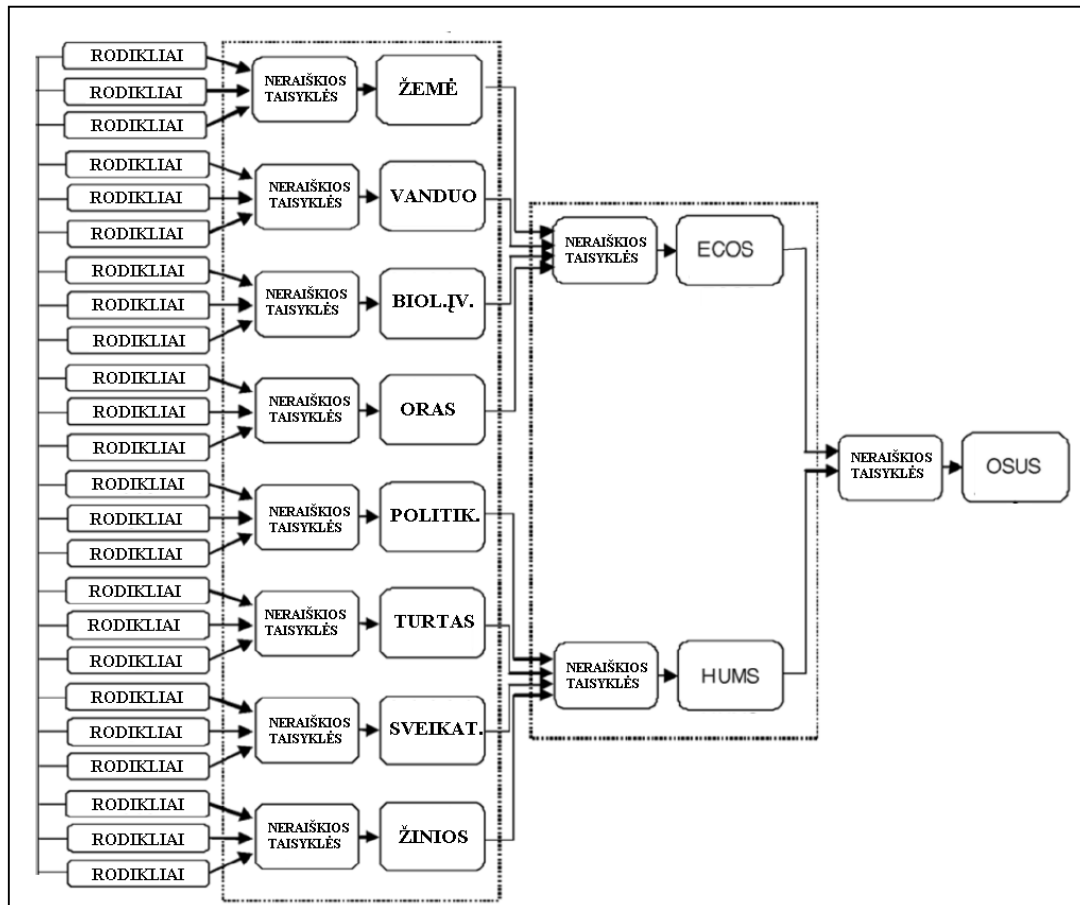 RODIKLIAI
RODIKLIAI
RODIKLIAI
NERAIŠKIOS
TAISYKLĖS
ŽEMĖ
RODIKLIAI
RODIKLIAI
RODIKLIAI
NERAIŠKIOS
TAISYKLĖS
VANDUO
RODIKLIAI
RODIKLIAI
RODIKLIAI
NERAIŠKIOS
TAISYKLĖS
BIOL.ĮV.
RODIKLIAI
RODIKLIAI
RODIKLIAI
NERAIŠKIOS
TAISYKLĖS
ORAS
RODIKLIAI
RODIKLIAI
RODIKLIAI
NERAIŠKIOS
TAISYKLĖS
POLITIK.
RODIKLIAI
RODIKLIAI
RODIKLIAI
NERAIŠKIOS
TAISYKLĖS
TURTAS
RODIKLIAI
RODIKLIAI
RODIKLIAI
NERAIŠKIOS
TAISYKLĖS
SVEIKAT.
RODIKLIAI
RODIKLIAI
RODIKLIAI
NERAIŠKIOS
TAISYKLĖS
ŽINIOS
NERAIŠKIOS
TAISYKLĖS
ECOS
NERAIŠKIOS
TAISYKLĖS
HUMS
NERAIŠKIOS
TAISYKLĖS
OSUS